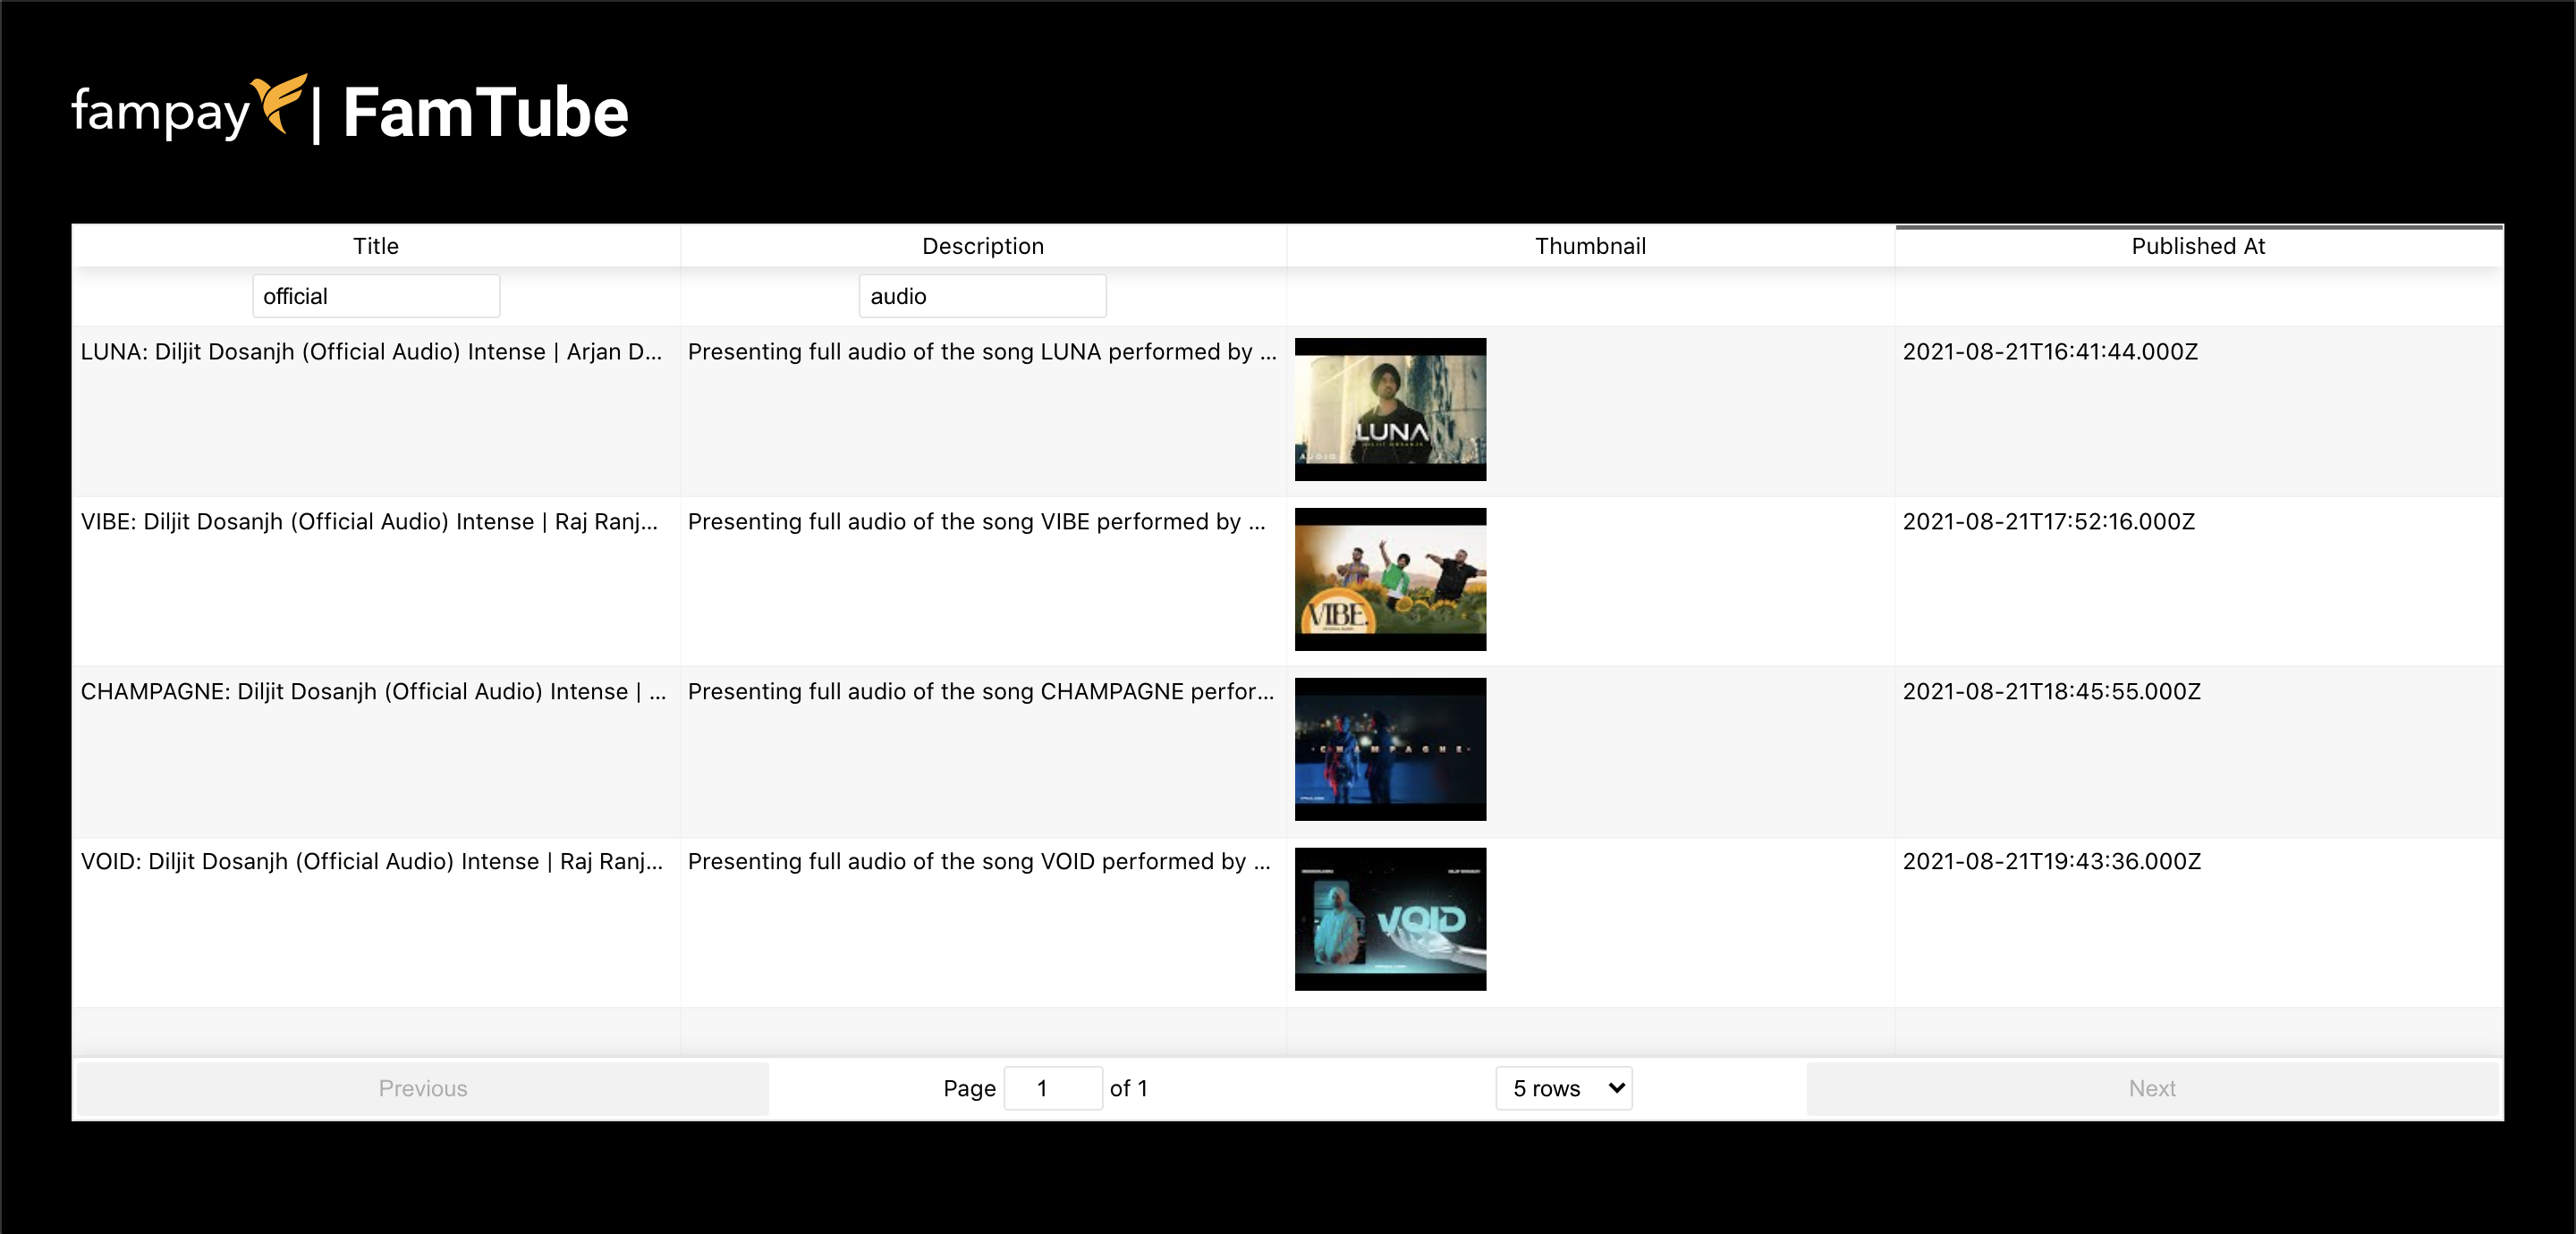 fampay | FamTube
Title Description Thumbnail Published At
official audio
LUNA: Diljit Dosanjh (Official Audio) Intense | Arjan D... Presenting full audio of the song LUNA performed by ... 2021-08-21T16:41:44.000Z
LUNA
AUDIO
VIBE: Diljit Dosanjh (Official Audio) Intense | Raj Ranj... Presenting full audio of the song VIBE performed by ... 2021-08-21T17:52:16.000Z
VIBE.
CHAMPAGNE: Diljit Dosanjh (Official Audio) Intense | ... Presenting full audio of the song CHAMPAGNE perfor... 2021-08-21T18:45:55.000Z
CHAMPAGNE
VOID: Diljit Dosanjh (Official Audio) Intense | Raj Ranj... Presenting full audio of the song VOID performed by ... 2021-08-21T19:43:36.000Z
VOID
Previous Page 1 of 1 5 rows Next